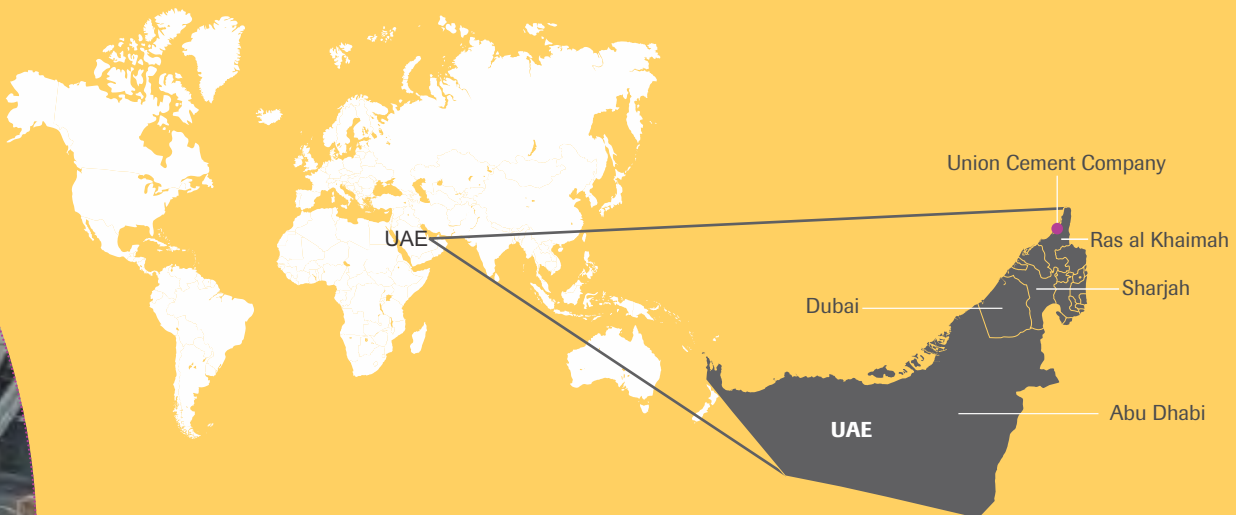 Union Cement Company
UAE
Ras al Khaimah
Sharjah
Dubai
Abu Dhabi
UAE